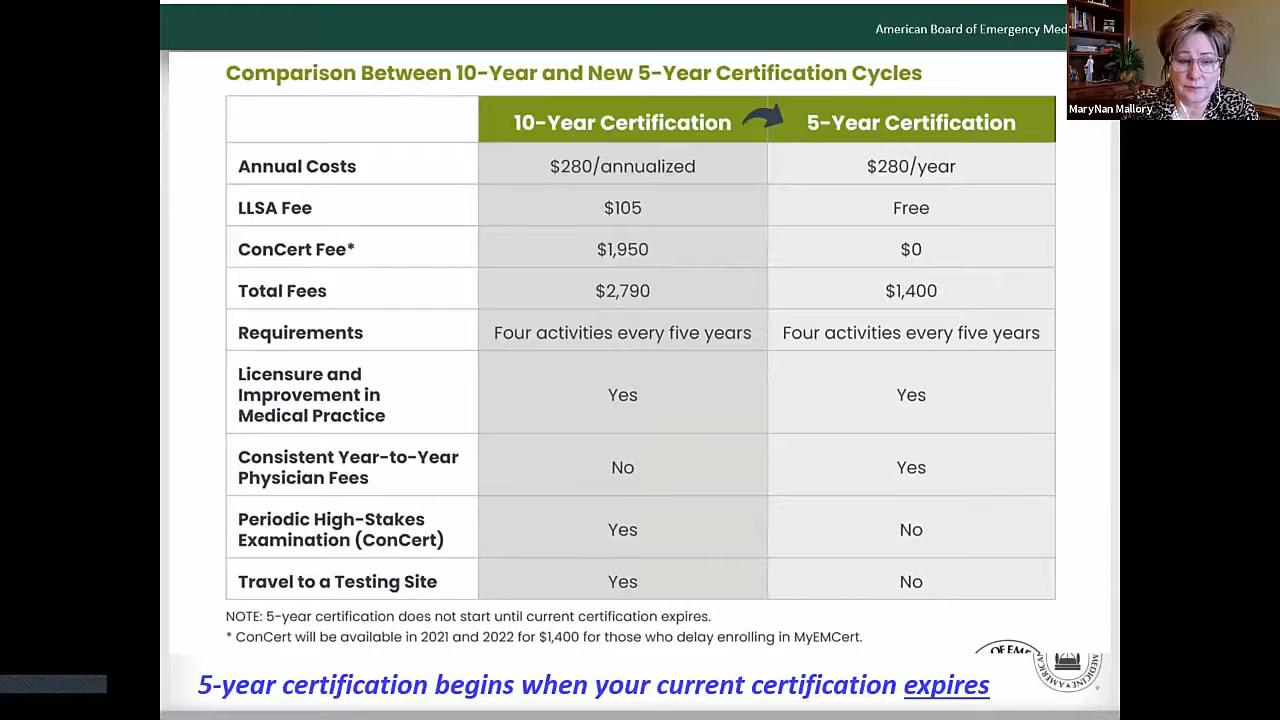 American Board of Emergency Med
MaryNan Mallory
Comparison Between 10-Year and New 5-Year Certification Cycles
10-Year Certification 5-Year Certification
Annual Costs $280/annualized $280/year
LLSA Fee $105 Free
ConCert Fee* $1,950 $0
Total Fees $2,790 $1,400
Requirements Four activities every five years Four activities every five years
Licensure and
Improvement in Yes Yes
Medical Practice
Consistent Year-to-Year
Physician Fees No Yes
Periodic High-Stakes
Examination (ConCert) Yes No
Travel to a Testing Site Yes No
NOTE: 5-year certification does not start until current certification expires.
* ConCert will be available in 2021 and 2022 for $1,400 for those who delay enrolling in MyEMCert.
5-year certification begins when your current certification expires